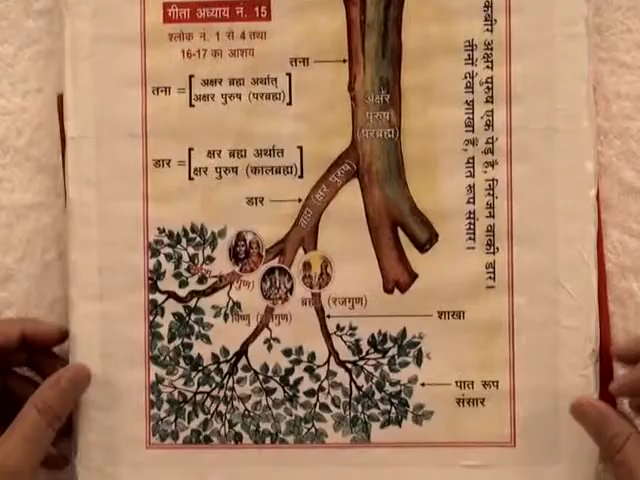 गीता अध्याय नं. 15
श्लोक नं. 1 से 4 तथा
16-17 का आशय
तना
तना = अक्षर ब्रह्म अर्थात्
अक्षर पुरुष (परब्रह्म)
अक्षर
पुरुष
(परब्रह्म)
डार = क्षर ब्रह्म अर्थात
क्षर पुरुष (कालब्रह्म)
डार
ब्रह्म (क्षर पुरुष)
विष्णु
(रजगुण)
शाखा
पात रूप
संसार
कबीर अक्षर पुरुष एक पेड़ है, निरंजन वाकी डार।
तीनों देवा शाखा है, पात रूप संसार।